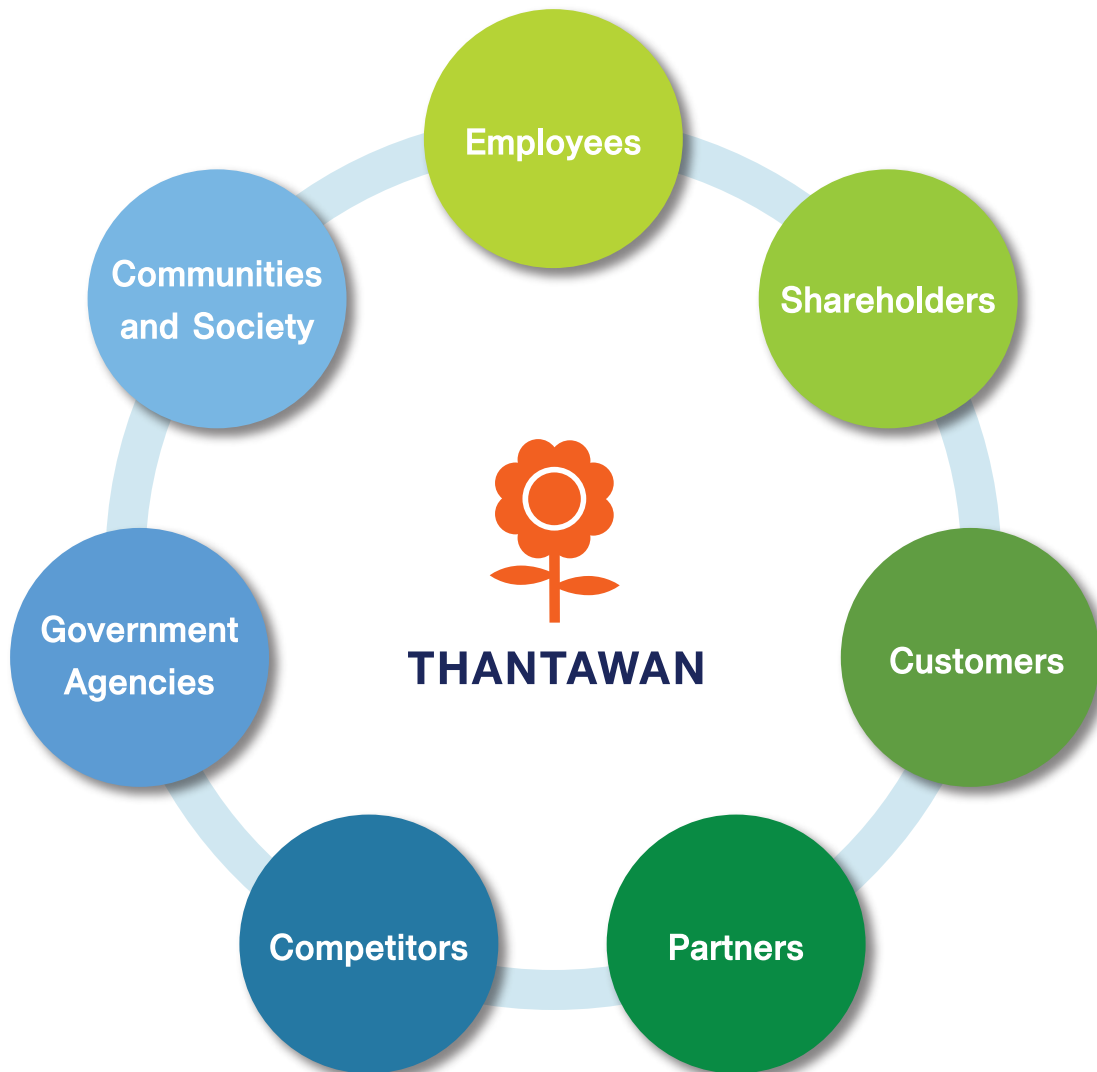 Employees
Shareholders
Customers
Partners
Competitors
Government
Agencies
Communities
and Society
THANTAWAN